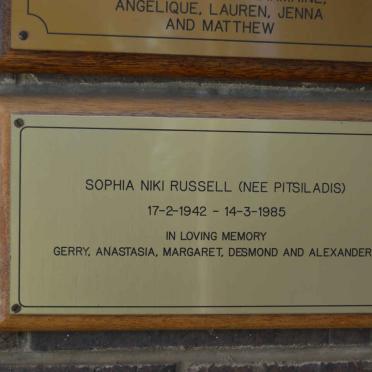 ANGELIQUE, LAUREN, JENNA
AND MATTHEW
SOPHIA NIKI RUSSELL (NEE PITSILADIS)
17-2-1942 - 14-3-1985
IN LOVING MEMORY
GERRY, ANASTASIA, MARGARET, DESMOND AND ALEXANDER